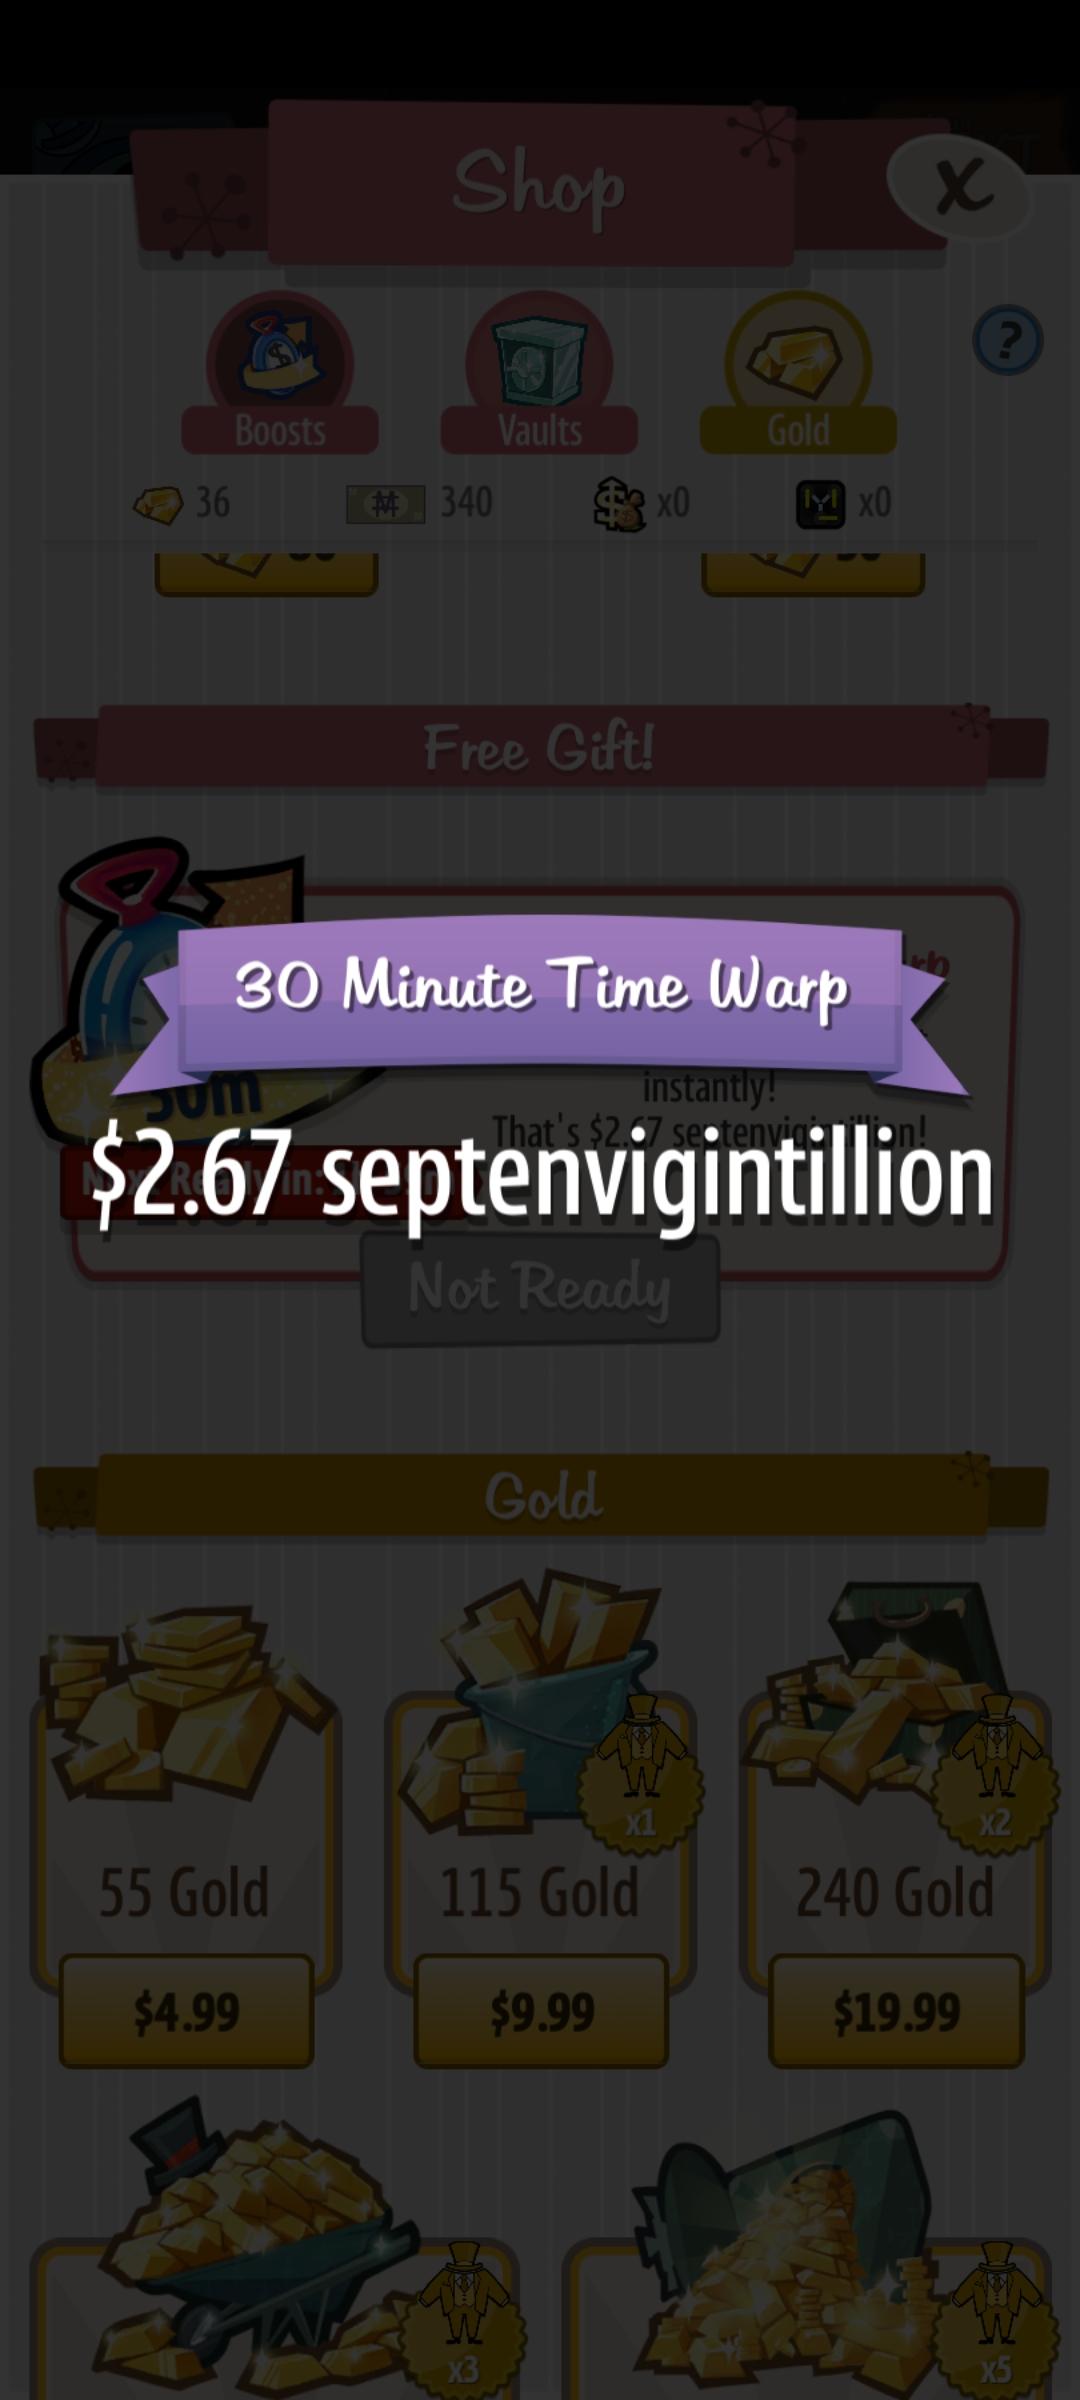 Shop
X
?
Boosts
Vaults
Gold
36
340
x0
x0
Free Gift!
30 Minute Time Warp
30m
instantly!
That's $2.67 septenvigintillion!
$2.67 septenvigintillion
Next Ready in:
Not Ready
Gold
x1
x2
55 Gold
115 Gold
240 Gold
$4.99
$9.99
$19.99
x3
x5